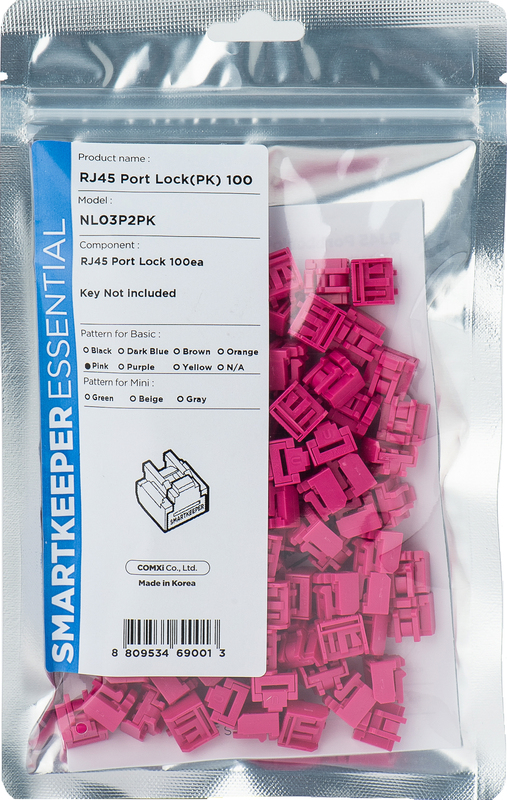 SMARTKEEPER ESSENTIAL
Product name :
RJ45 Port Lock(PK) 100
Model :
NL03P2PK
Component :
RJ45 Port Lock 100ea
Key Not included
Pattern for Basic :
Black Dark Blue Brown Orange
Pink Purple Yellow N/A
Pattern for Mini :
Green Beige Gray
SMARTKEEPER
COMXi Co., Ltd.
Made in Korea
8 809534 69001 3